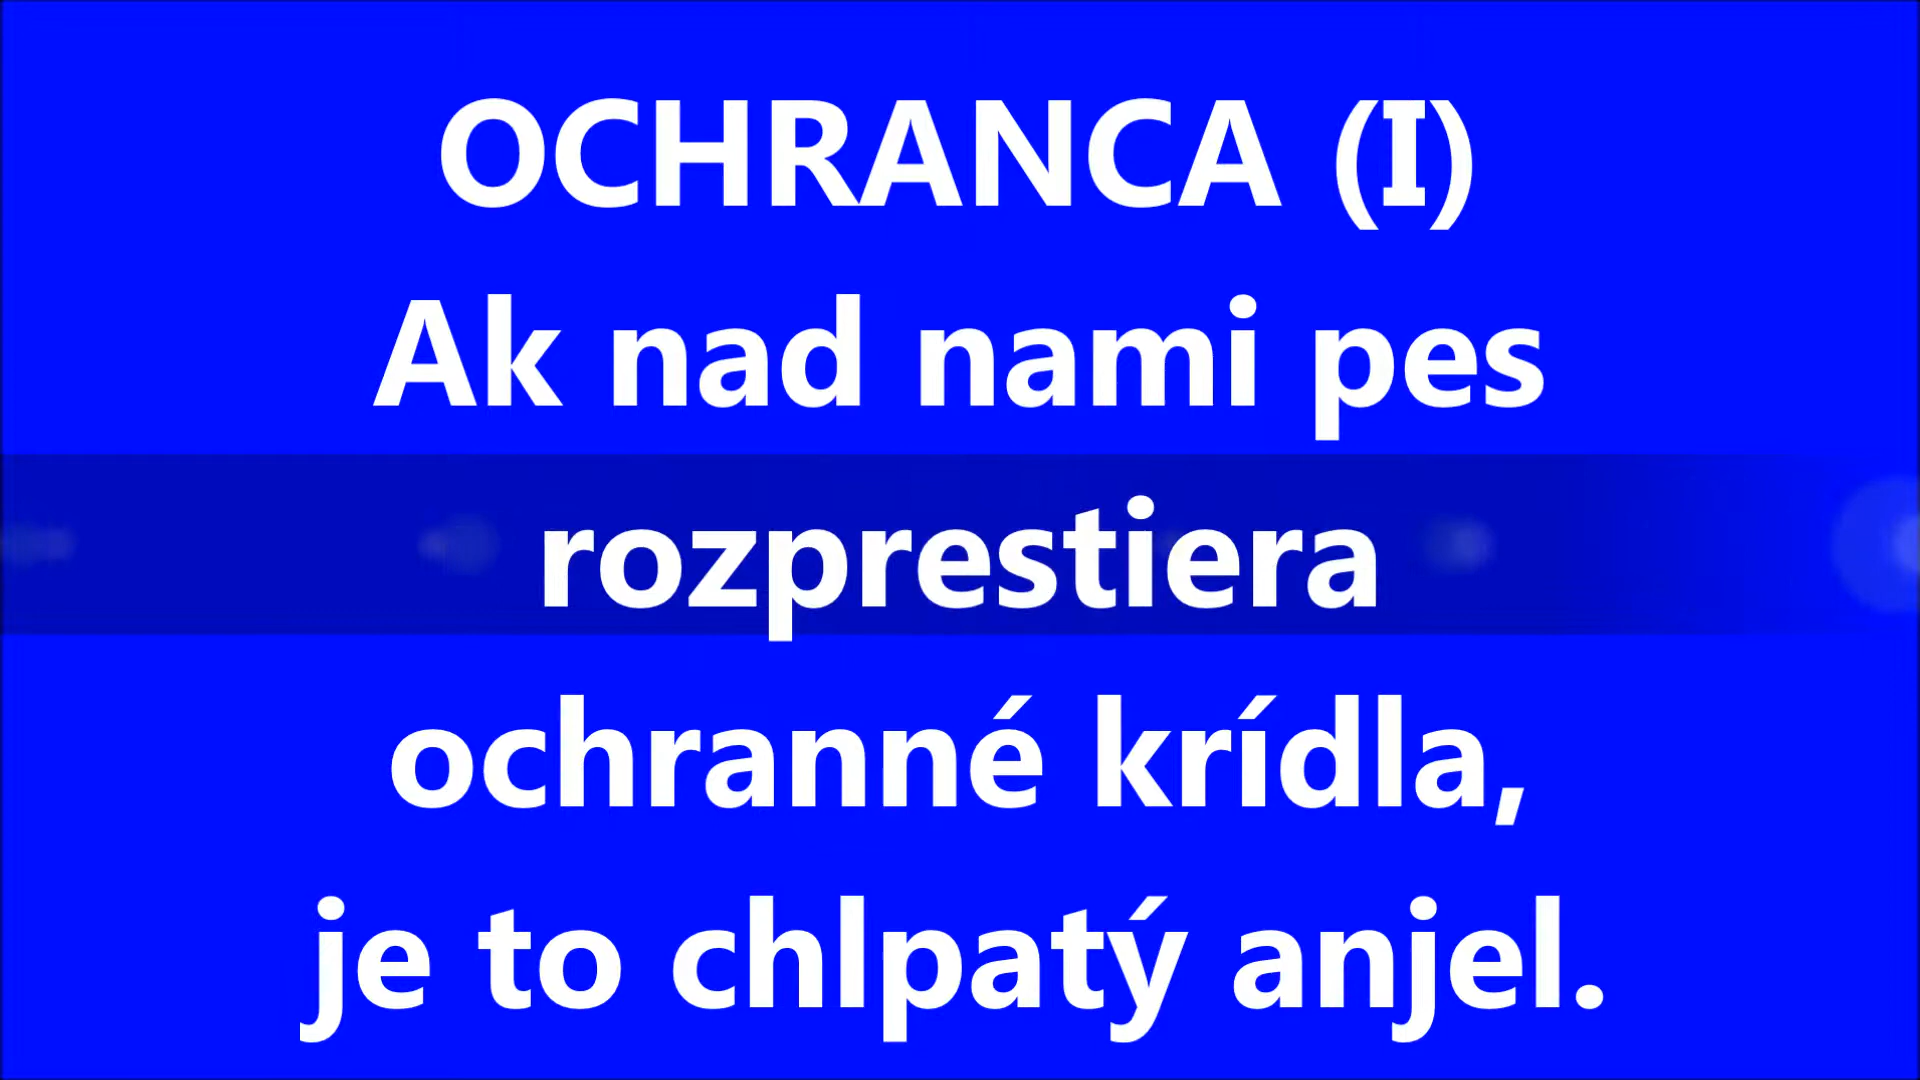 OCHRANCA (I)
Ak nad nami pes
rozprestiera
ochranné krídla,
je to chlpatý anjel.